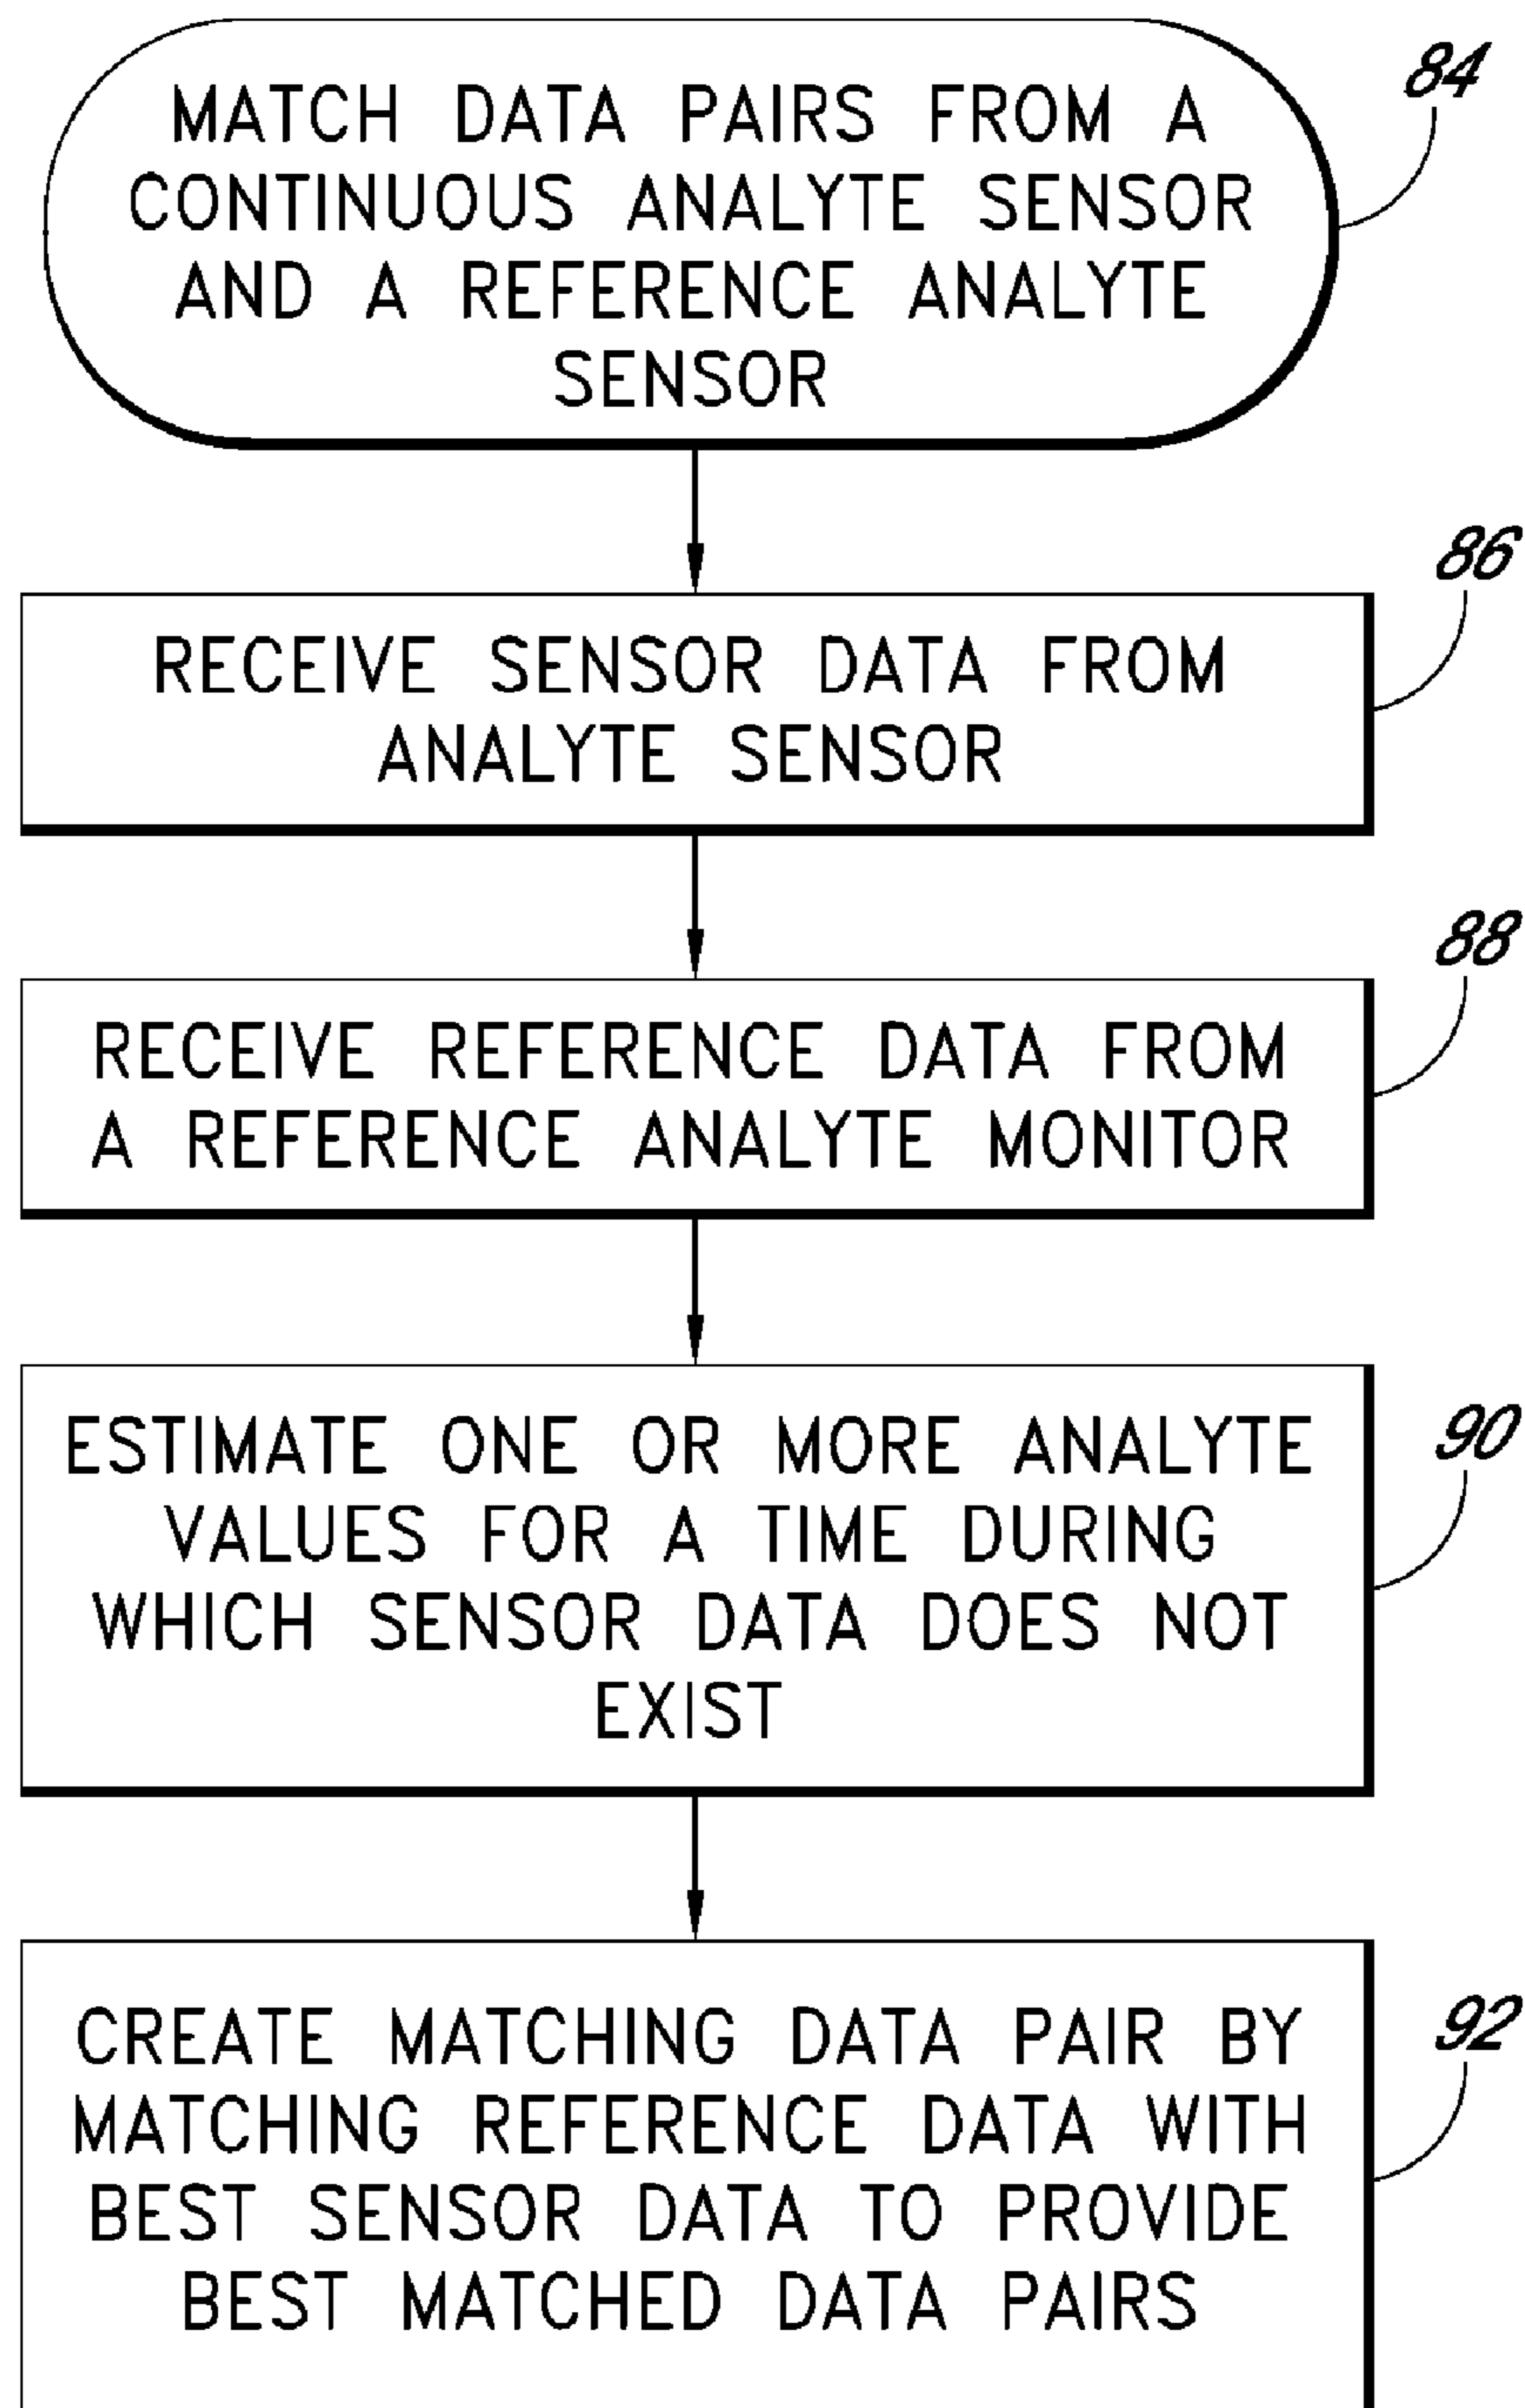 84
MATCH DATA PAIRS FROM A
CONTINUOUS ANALYTE SENSOR
AND A REFERENCE ANALYTE
SENSOR
86
RECEIVE SENSOR DATA FROM
ANALYTE SENSOR
88
RECEIVE REFERENCE DATA FROM
A REFERENCE ANALYTE MONITOR
90
ESTIMATE ONE OR MORE ANALYTE
VALUES FOR A TIME DURING
WHICH SENSOR DATA DOES NOT
EXIST
92
CREATE MATCHING DATA PAIR BY
MATCHING REFERENCE DATA WITH
BEST SENSOR DATA TO PROVIDE
BEST MATCHED DATA PAIRS